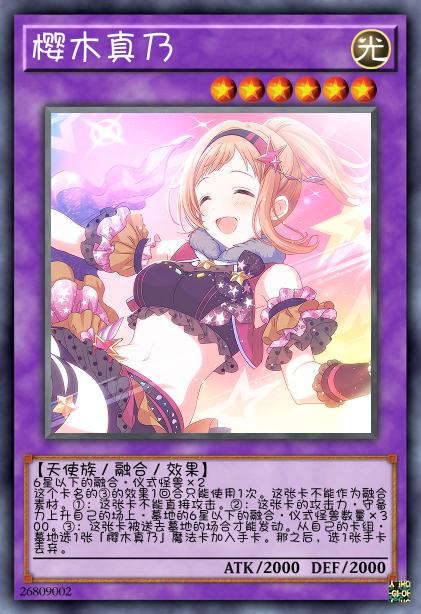 樱木真乃
光
【天使族/融合/效果】
6星以下的融合·仪式怪兽×2
这个卡名的③的效果1回合只能使用1次。这张卡不能作为融合
素材。①：这张卡不能直接攻击。②：这张卡的攻击力·守备
力上升自己的场上·墓地的6星以下的融合·仪式怪兽数量×3
00。③：这张卡被送去墓地的场合才能发动。从自己的卡组·
墓地选1张「樱木真乃」魔法卡加入手卡。那之后，选1张手卡
丢弃。
ATK/2000 DEF/2000
26809002